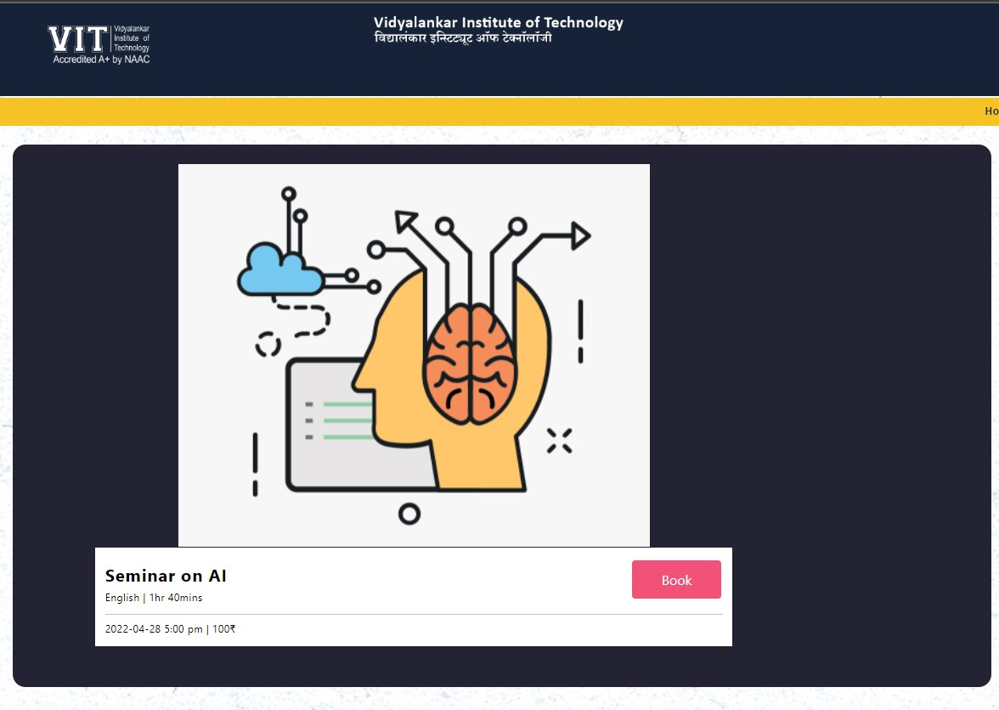 VIT Vidyalankar
Institute of
Technology
Accredited A+ by NAAC
Vidyalankar Institute of Technology
विद्यालंकार इन्स्टिट्यूट ऑफ टेक्नॉलॉजी
Seminar on AI
Book
English | 1hr 40mins
2022-04-28 5:00 pm | 100₹